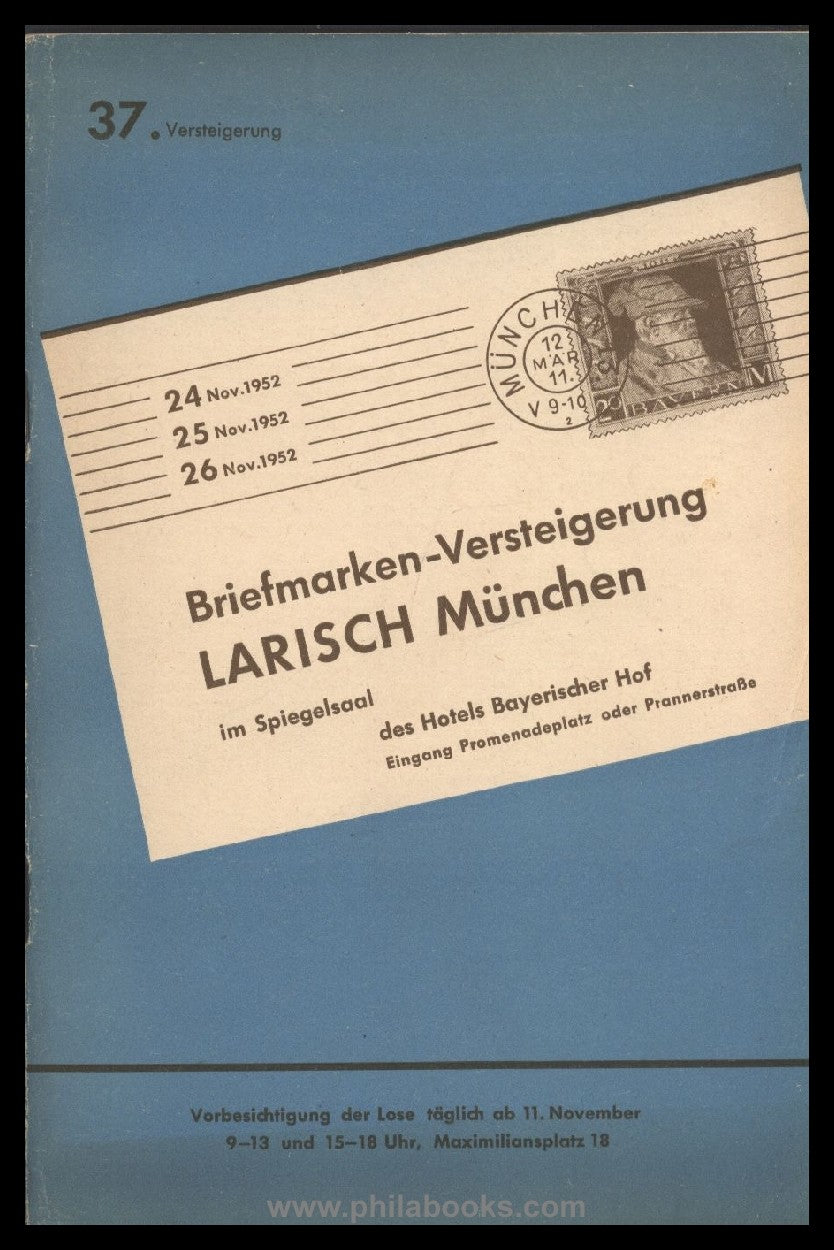 37. Versteigerung
24 Nov. 1952
25 Nov. 1952
26 Nov. 1952
MÜNCHEN
12
MAR
11.
V 9-10
2
BAYERN
M
Briefmarken-Versteigerung
LARISCH München
im Spiegelsaal
des Hotels Bayerischer Hof
Eingang Promenadeplatz oder Prannerstraße
Vorbesichtigung der Lose täglich ab 11. November
9–13 und 15–18 Uhr, Maximiliansplatz 18
www.philabooks.com